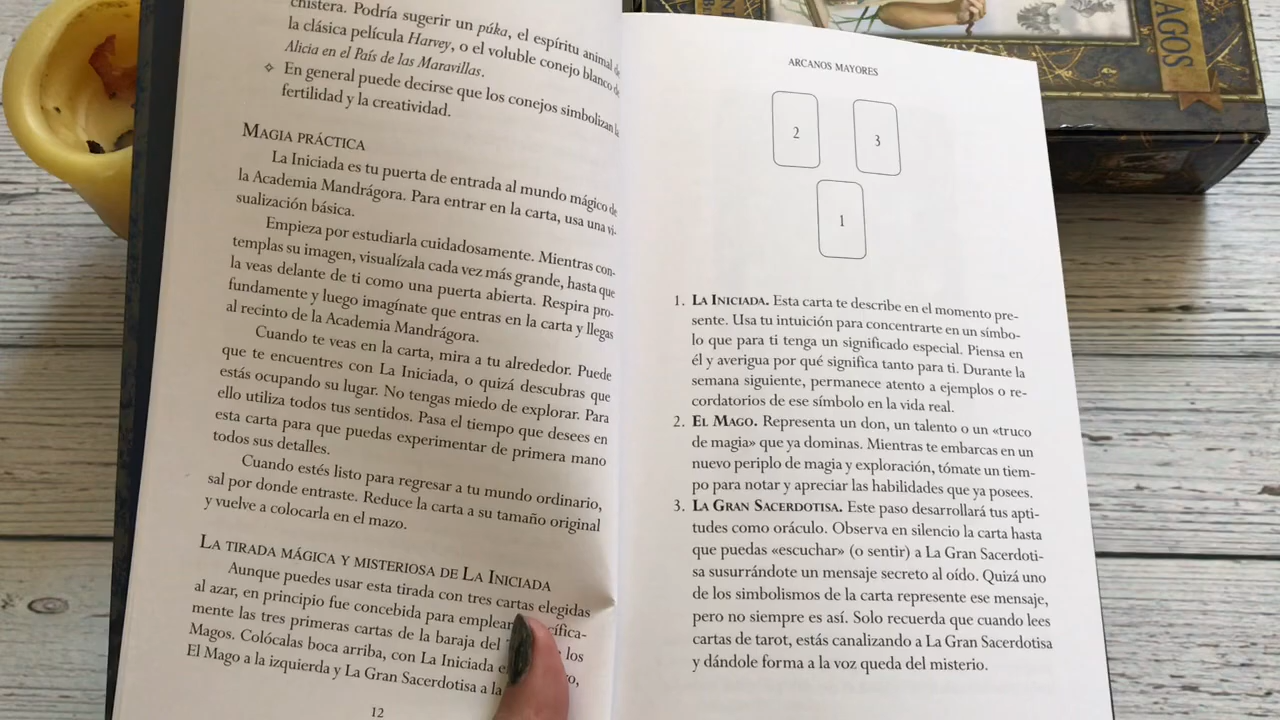 chistera. Podría sugerir un púka, el espíritu animal de
la clásica película Harvey, o el voluble conejo blanco de
Alicia en el País de las Maravillas.
✧ En general puede decirse que los conejos simbolizan la
fertilidad y la creatividad.
MAGIA PRÁCTICA
La Iniciada es tu puerta de entrada al mundo mágico de
la Academia Mandrágora. Para entrar en la carta, usa una vi-
sualización básica.
Empieza por estudiarla cuidadosamente. Mientras con-
templas su imagen, visualízala cada vez más grande, hasta que
la veas delante de ti como una puerta abierta. Respira pro-
fundamente y luego imagínate que entras en la carta y llegas
al recinto de la Academia Mandrágora.
Cuando te veas en la carta, mira a tu alrededor. Puede
que te encuentres con La Iniciada, o quizá descubras que
estás ocupando su lugar. No tengas miedo de explorar. Para
ello utiliza todos tus sentidos. Pasa el tiempo que desees en
esta carta para que puedas experimentar de primera mano
todos sus detalles.
Cuando estés listo para regresar a tu mundo ordinario,
sal por donde entraste. Reduce la carta a su tamaño original
y vuelve a colocarla en el mazo.
LA TIRADA MÁGICA Y MISTERIOSA DE LA INICIADA
Aunque puedes usar esta tirada con tres cartas elegidas
al azar, en principio fue concebida para emplear
mente las tres primeras cartas de la baraja del los
Magos. Colócalas boca arriba, con La Iniciada
El Mago a la izquierda y La Gran Sacerdotisa a la
12
ARCANOS MAYORES
2 3
1
1. LA INICIADA. Esta carta te describe en el momento pre-
sente. Usa tu intuición para concentrarte en un símbo-
lo que para ti tenga un significado especial. Piensa en
él y averigua por qué significa tanto para ti. Durante la
semana siguiente, permanece atento a ejemplos o re-
cordatorios de ese símbolo en la vida real.
2. EL MAGO. Representa un don, un talento o un «truco
de magia» que ya dominas. Mientras te embarcas en un
nuevo periplo de magia y exploración, tómate un tiem-
po para notar y apreciar las habilidades que ya posees.
3. LA GRAN SACERDOTISA. Este paso desarrollará tus apti-
tudes como oráculo. Observa en silencio la carta hasta
que puedas «escuchar» (o sentir) a La Gran Sacerdoti-
sa susurrándote un mensaje secreto al oído. Quizá uno
de los simbolismos de la carta represente ese mensaje,
pero no siempre es así. Solo recuerda que cuando lees
cartas de tarot, estás canalizando a La Gran Sacerdotisa
y dándole forma a la voz queda del misterio.
AGOS